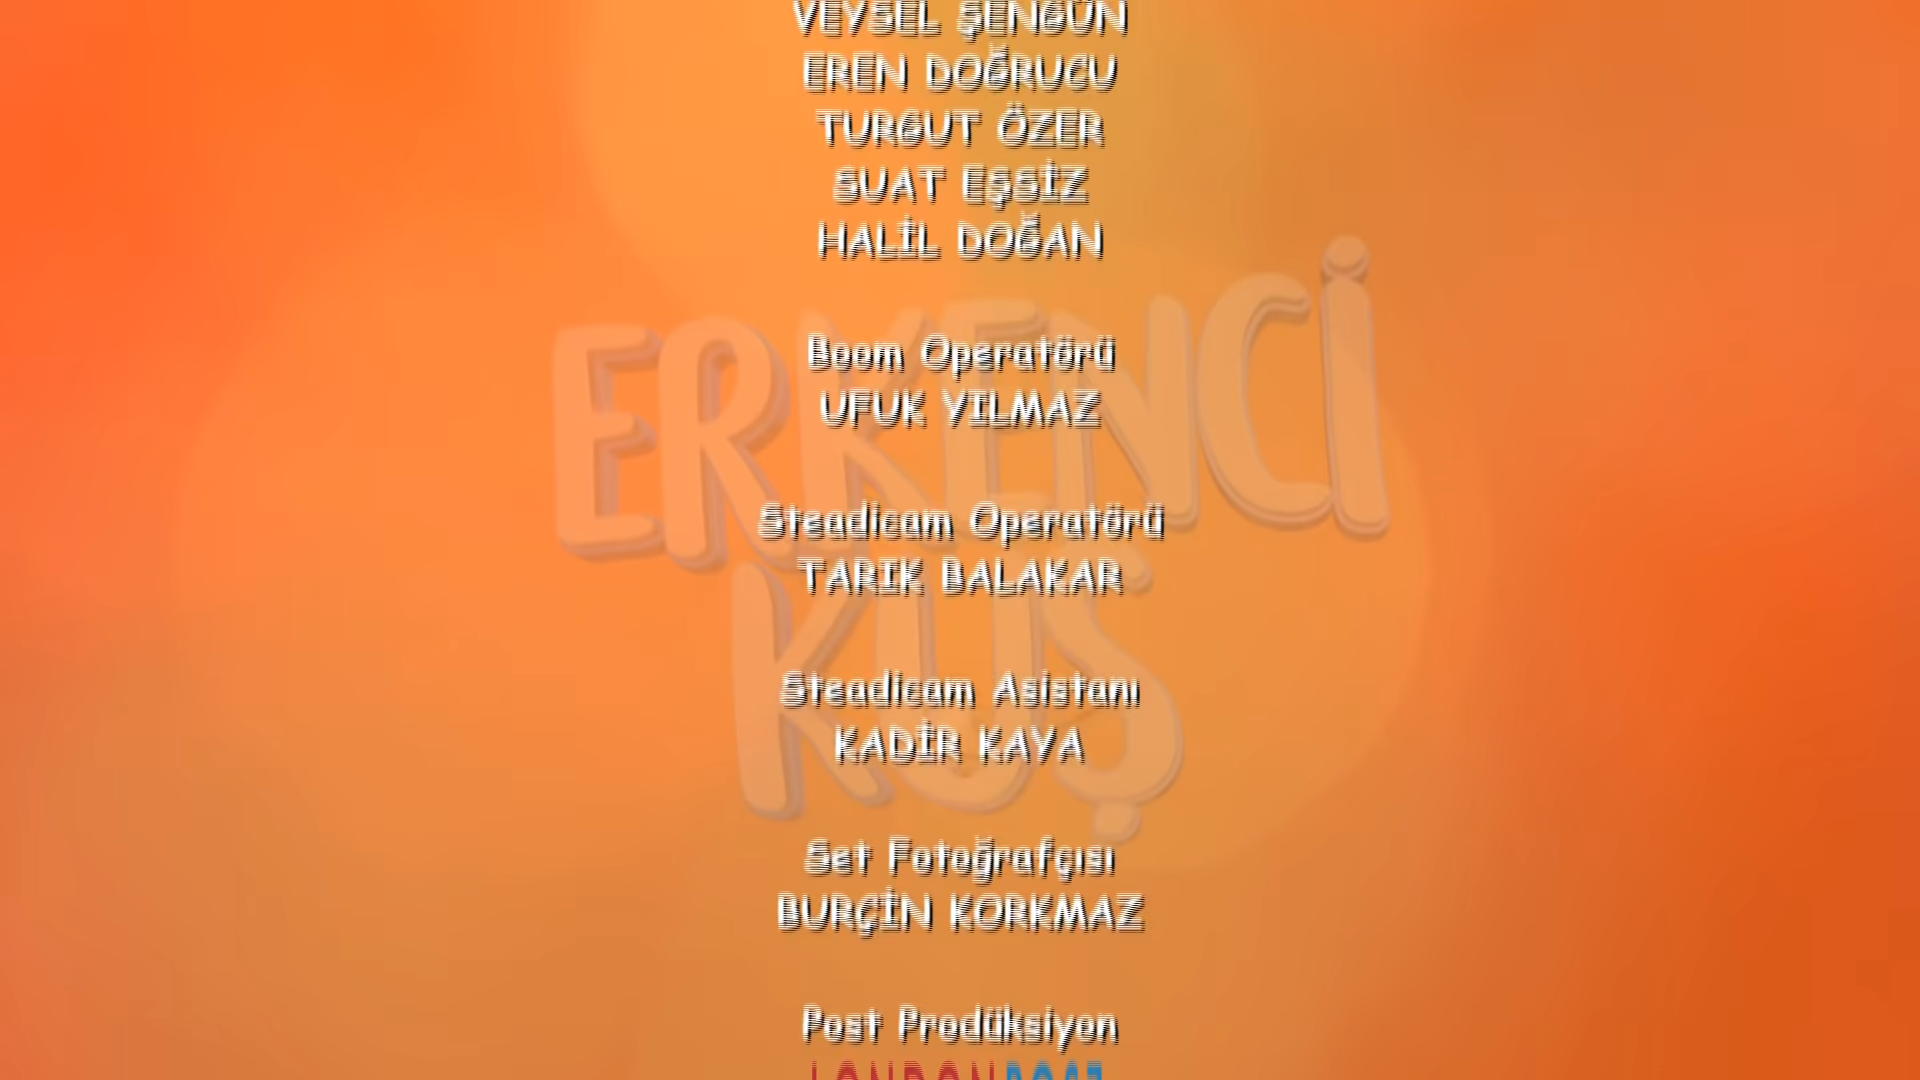 VEYSEL ŞENGÜN
EREN DOĞRUCU
TURGUT ÖZER
SUAT EŞSİZ
HALİL DOĞAN
ERKENCİ
KUŞ
Boom Operatörü
UFUK YILMAZ
Steadicam Operatörü
TARIK BALAKAR
Steadicam Asistanı
KADİR KAYA
Set Fotoğrafçısı
BURÇİN KORKMAZ
Post Prodüksiyon